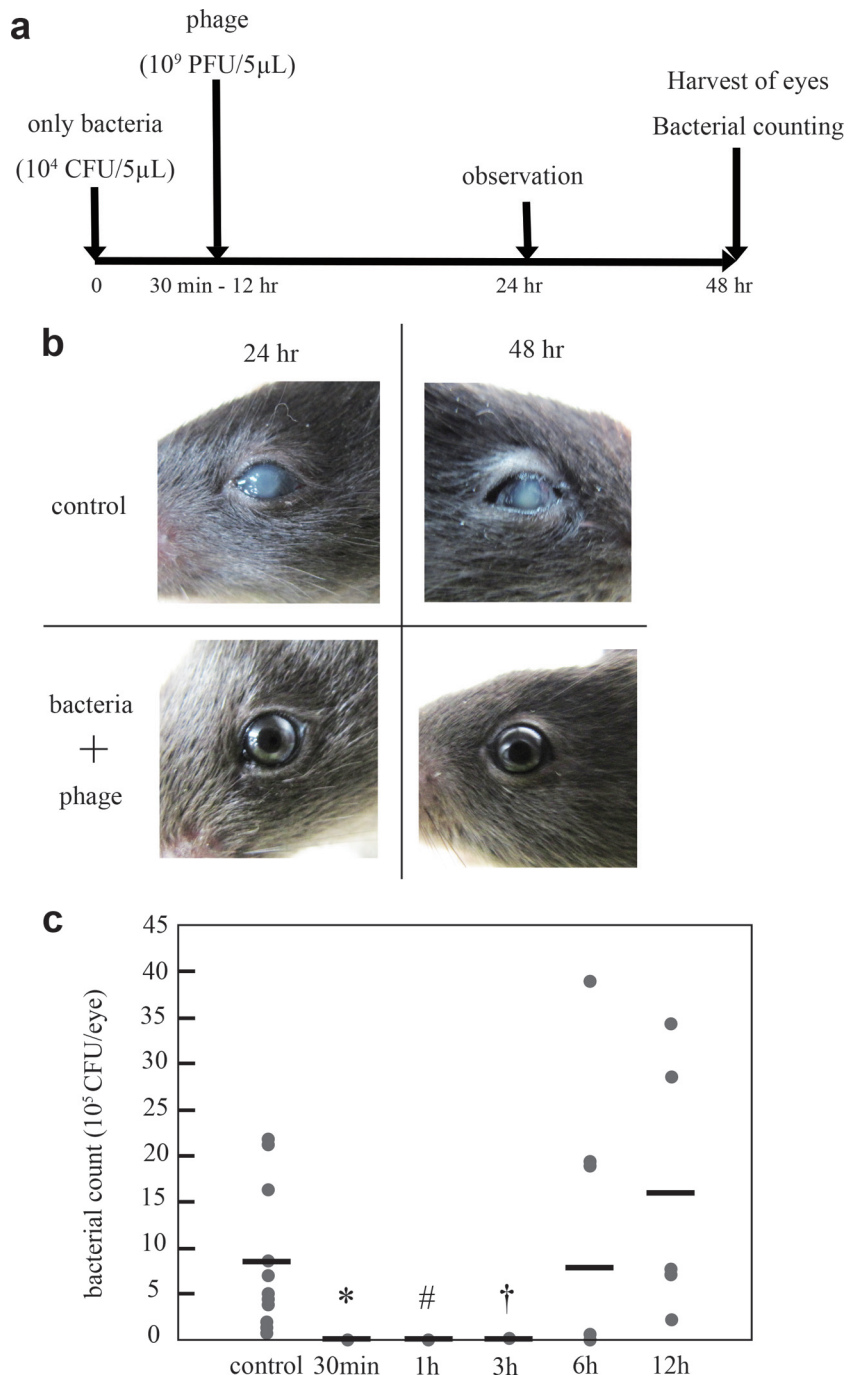 a
phage
(10⁹ PFU/5μL)
only bacteria
(10⁴ CFU/5μL)
observation
Harvest of eyes
Bacterial counting
0
30 min - 12 hr
24 hr
48 hr
b
24 hr
48 hr
control
bacteria
+
phage
c
bacterial count (10⁵ CFU/eye)
45
40
35
30
25
20
15
10
5
0
* # †
control 30min 1h 3h 6h 12h